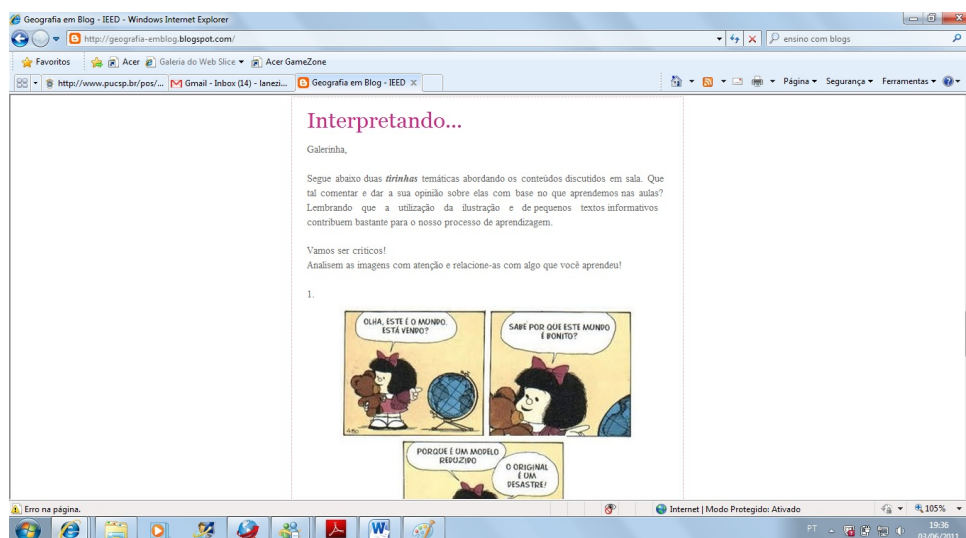 Geografia em Blog - IEED - Windows Internet Explorer
http://geografia-emblog.blogspot.com/
ensino com blogs
Favoritos Acer Galeria do Web Slice Acer GameZone
http://www.pucsp.br/pos/... Gmail - Inbox (14) - lanezi... Geografia em Blog - IEED
Página Segurança Ferramentas
Interpretando...
Galerinha,
Segue abaixo duas tirinhas temáticas abordando os conteúdos discutidos em sala. Que
tal comentar e dar a sua opinião sobre elas com base no que aprendemos nas aulas?
Lembrando que a utilização da ilustração e de pequenos textos informativos
contribuem bastante para o nosso processo de aprendizagem.
Vamos ser críticos!
Analisem as imagens com atenção e relacione-as com algo que você aprendeu!
1.
OLHA, ESTE É O MUNDO.
ESTÁ VENDO?
SABE POR QUE ESTE MUNDO
É BONITO?
PORQUE É UM MODELO
REDUZIDO
O ORIGINAL
É UM
DESASTRE!
Erro na página.
Internet | Modo Protegido: Ativado
105%
PT
19:36
03/06/2011